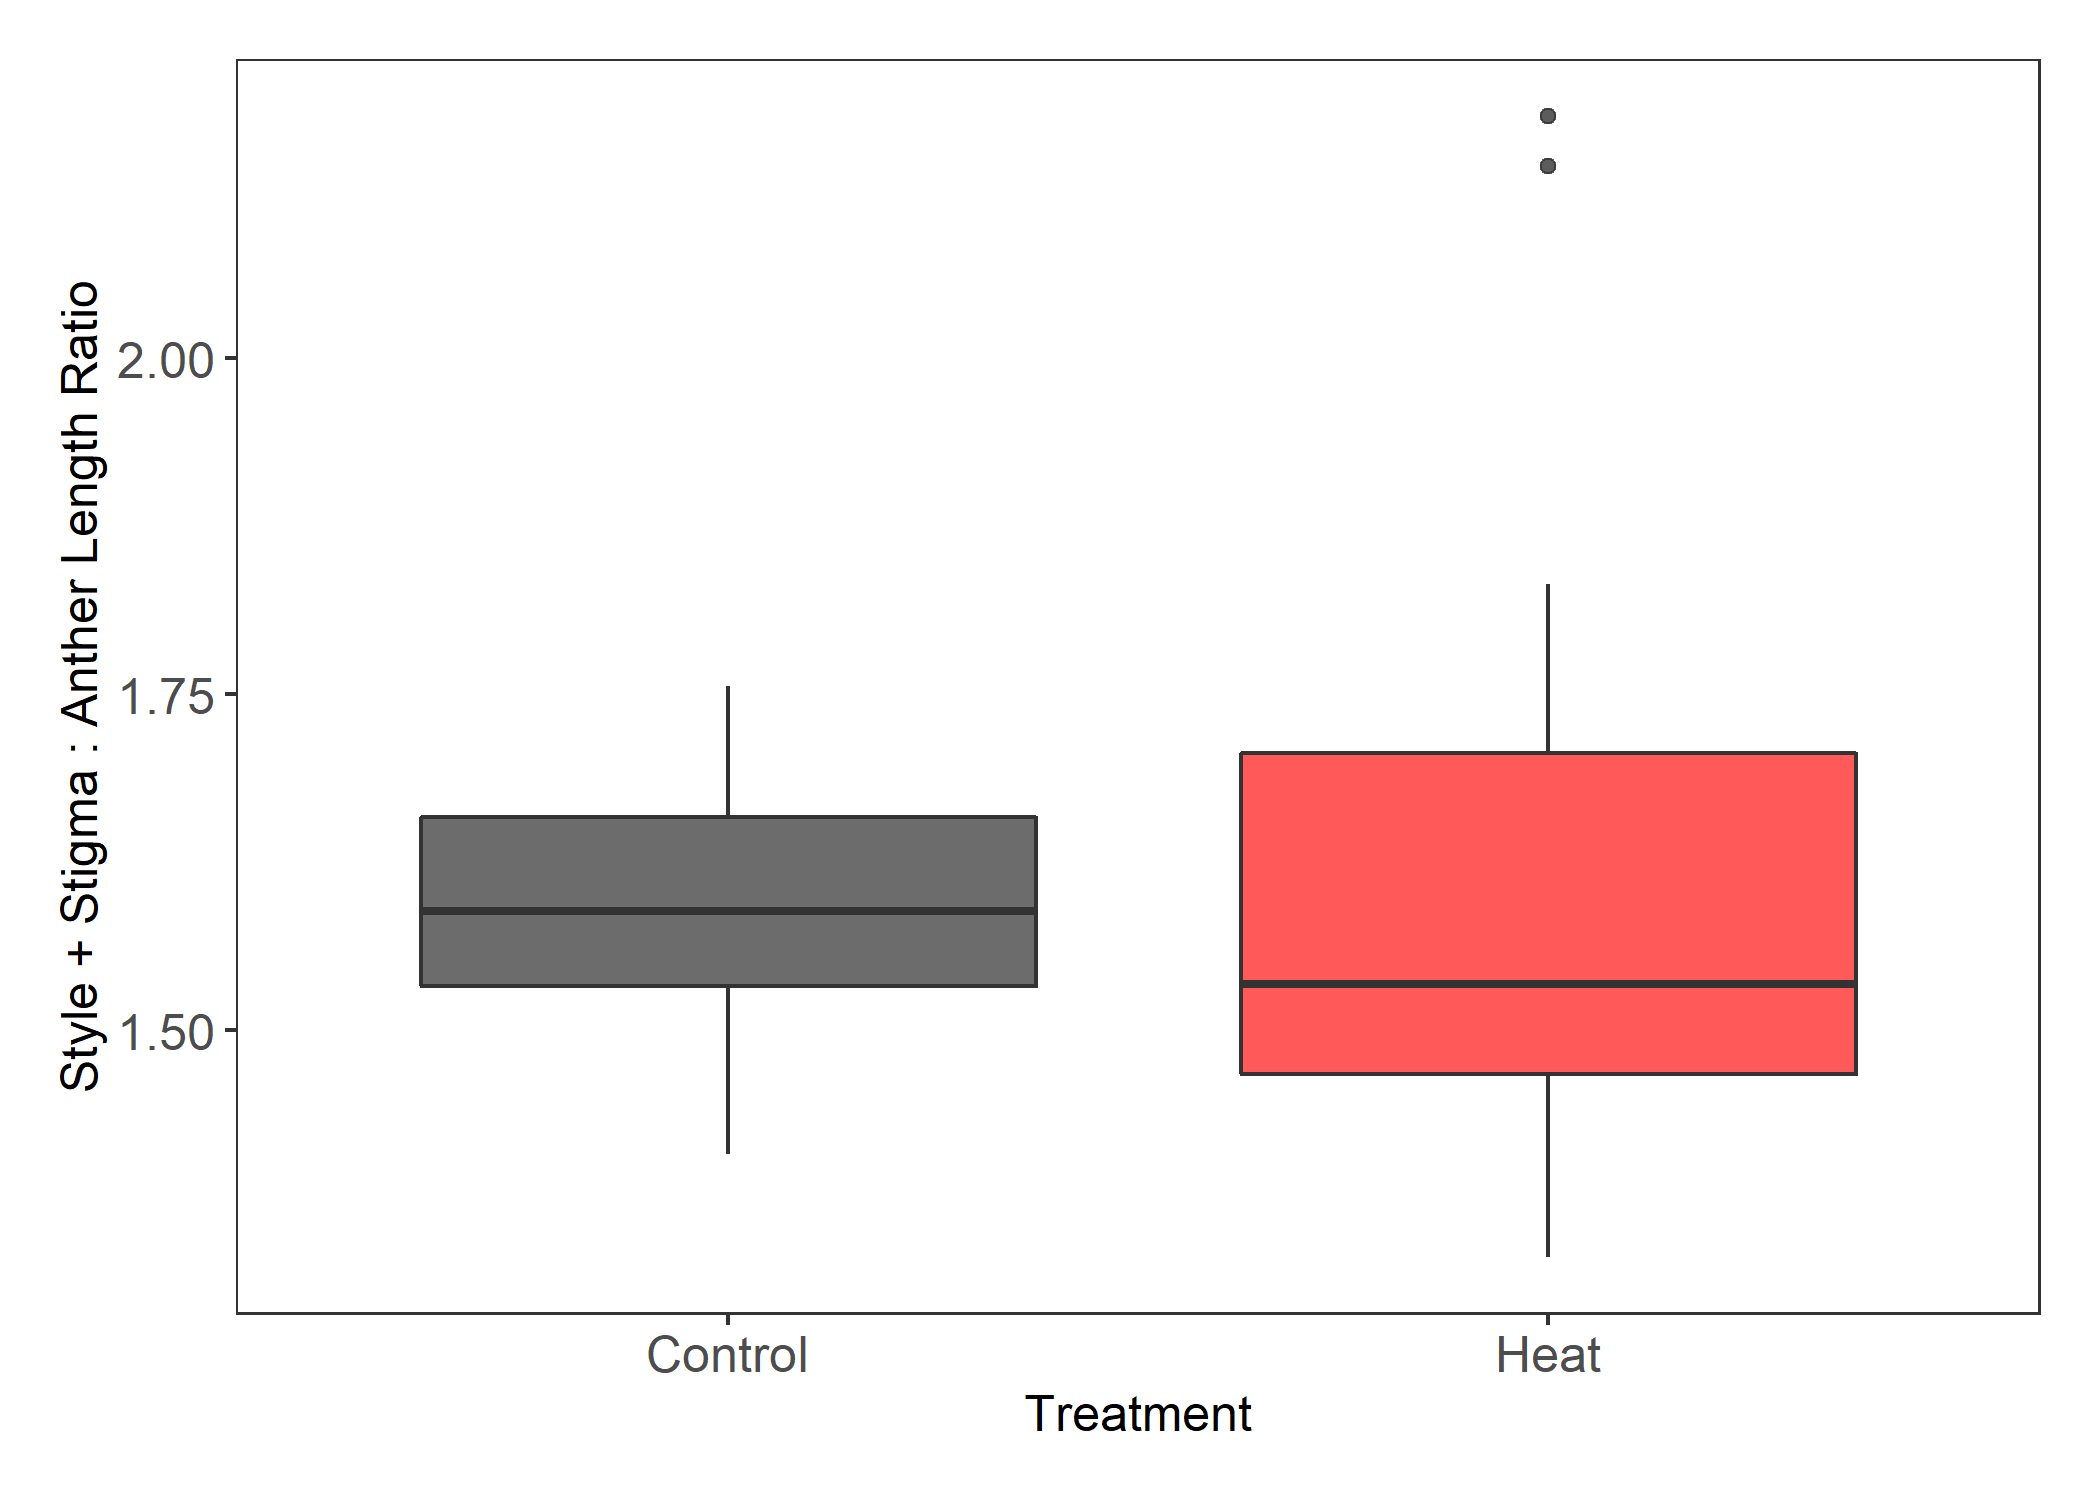 Style + Stigma : Anther Length Ratio
2.00
1.75
1.50
Control
Heat
Treatment